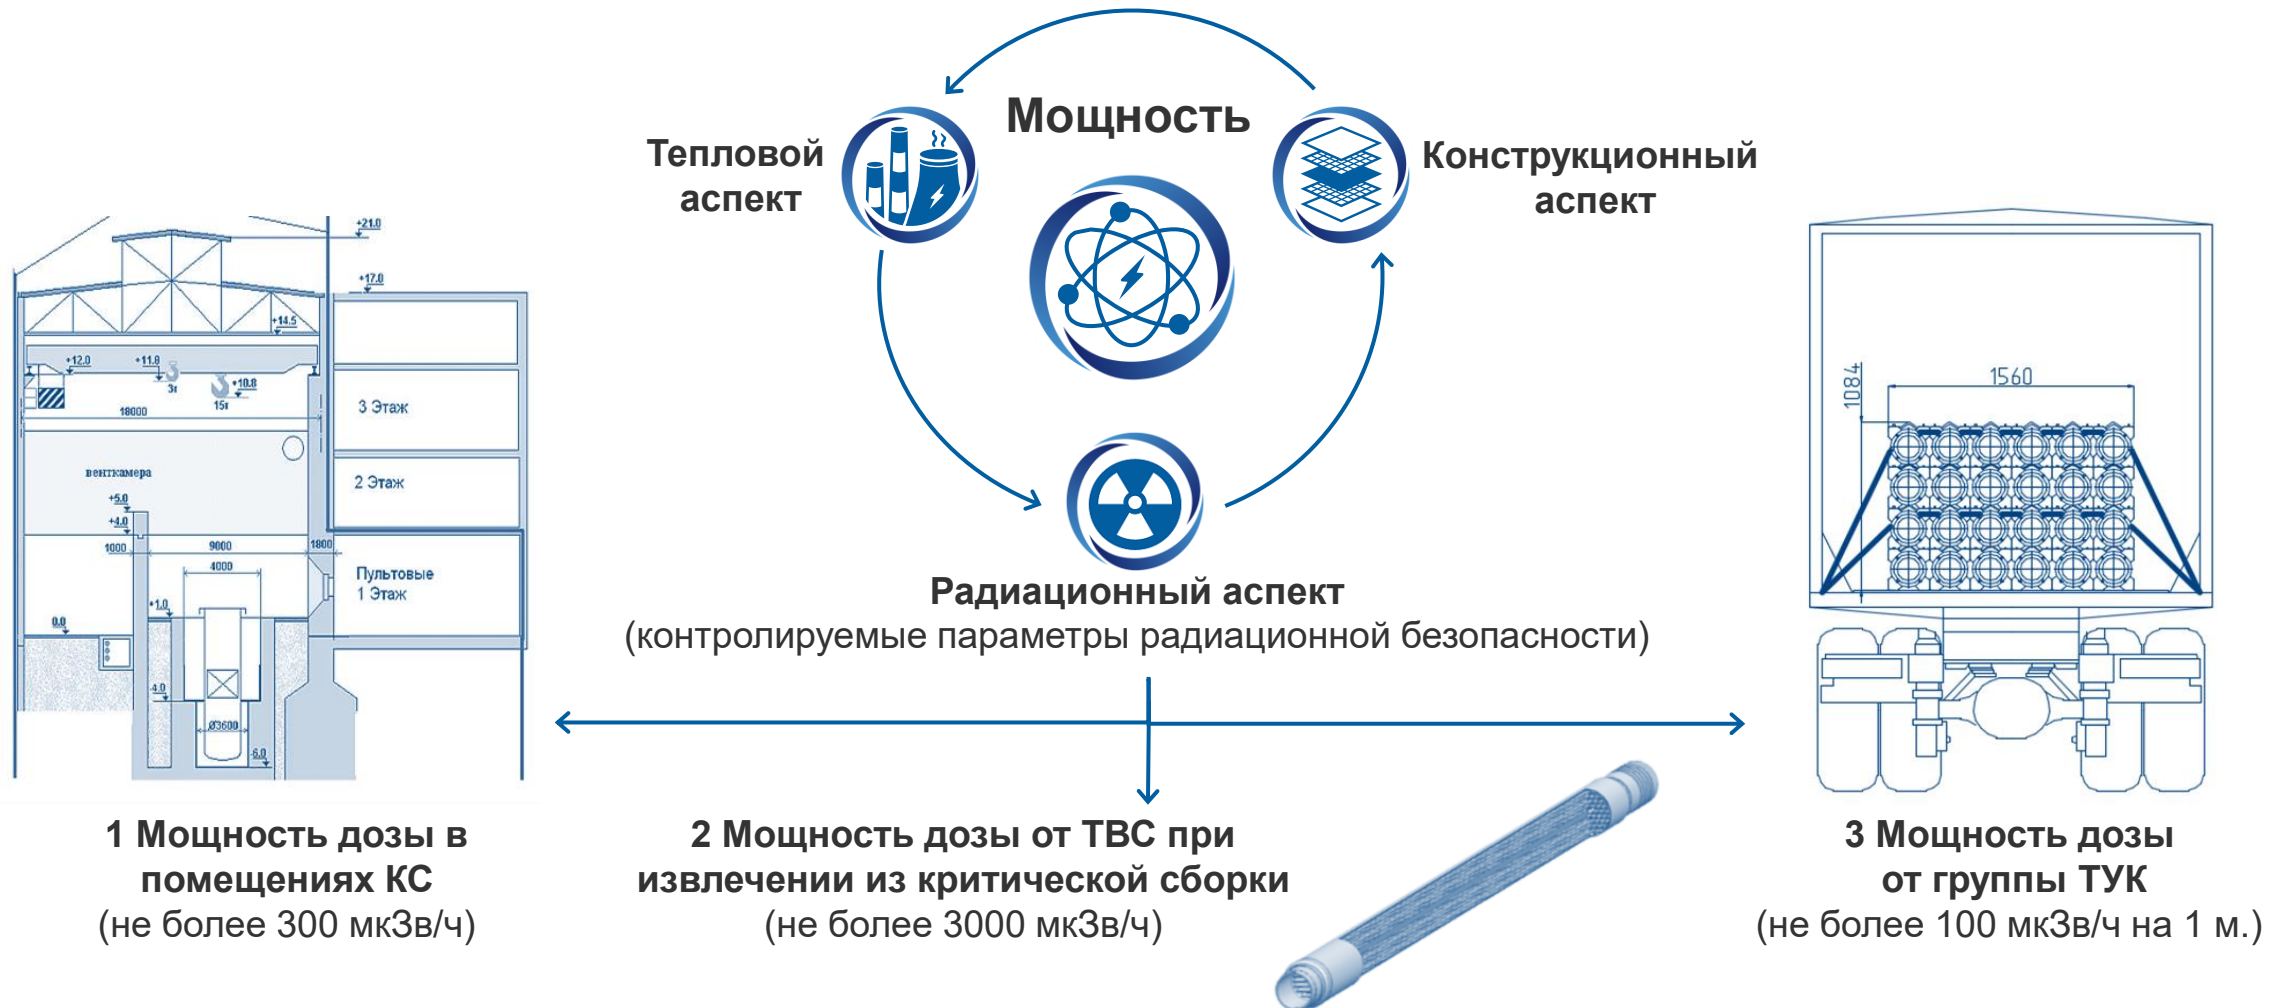 Мощность
Тепловой
аспект
Конструкционный
аспект
Радиационный аспект
(контролируемые параметры радиационной безопасности)
+21.0
+17.0
+14.5
+12.0
+11.8
3т
+10.8
15т
18000
3 Этаж
венткамера
2 Этаж
+5.0
+4.0
1000
9000
1800
4000
Пультовые
1 Этаж
+1.0
0.0
-4.0
Ø3600
-6.0
1084
1560
1 Мощность дозы в
помещениях КС
(не более 300 мкЗв/ч)
2 Мощность дозы от ТВС при
извлечении из критической сборки
(не более 3000 мкЗв/ч)
3 Мощность дозы
от группы ТУК
(не более 100 мкЗв/ч на 1 м.)